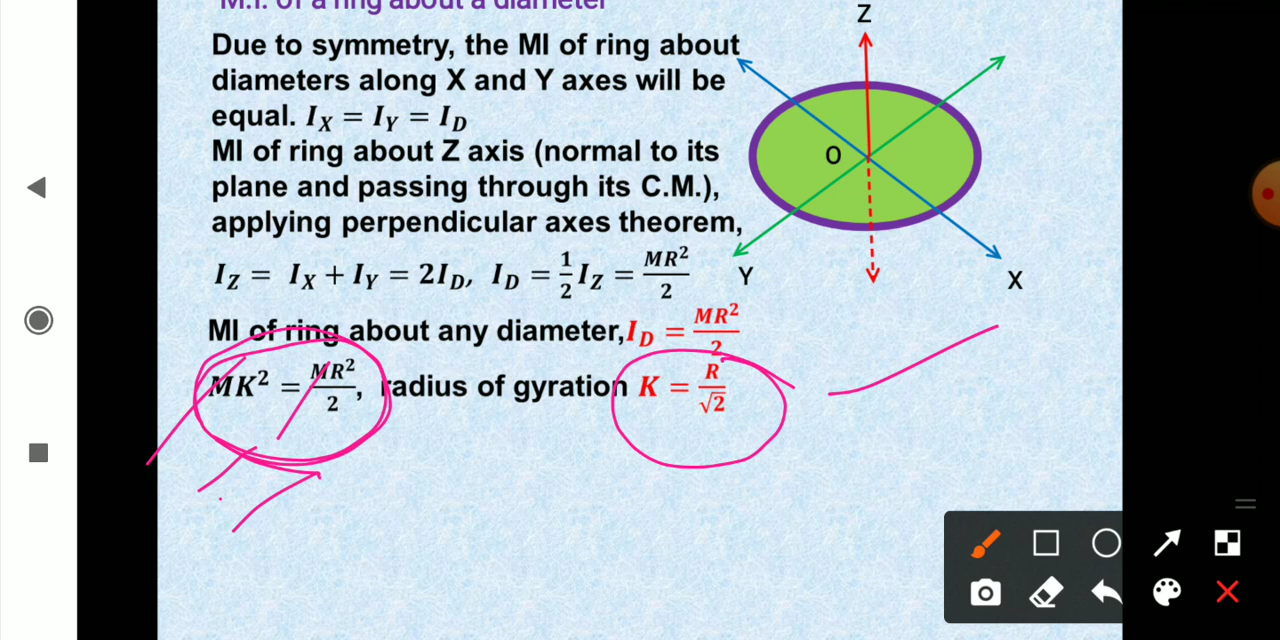 M.I. of a ring about a diameter
Due to symmetry, the MI of ring about
diameters along X and Y axes will be
equal. I_X = I_Y = I_D
MI of ring about Z axis (normal to its
plane and passing through its C.M.),
applying perpendicular axes theorem,
I_Z = I_X + I_Y = 2I_D, I_D = 1/2 I_Z = MR²/2
MI of ring about any diameter, I_D = MR²/2
MK² = MR²/2, radius of gyration K = R/√2
Z
O
Y
X